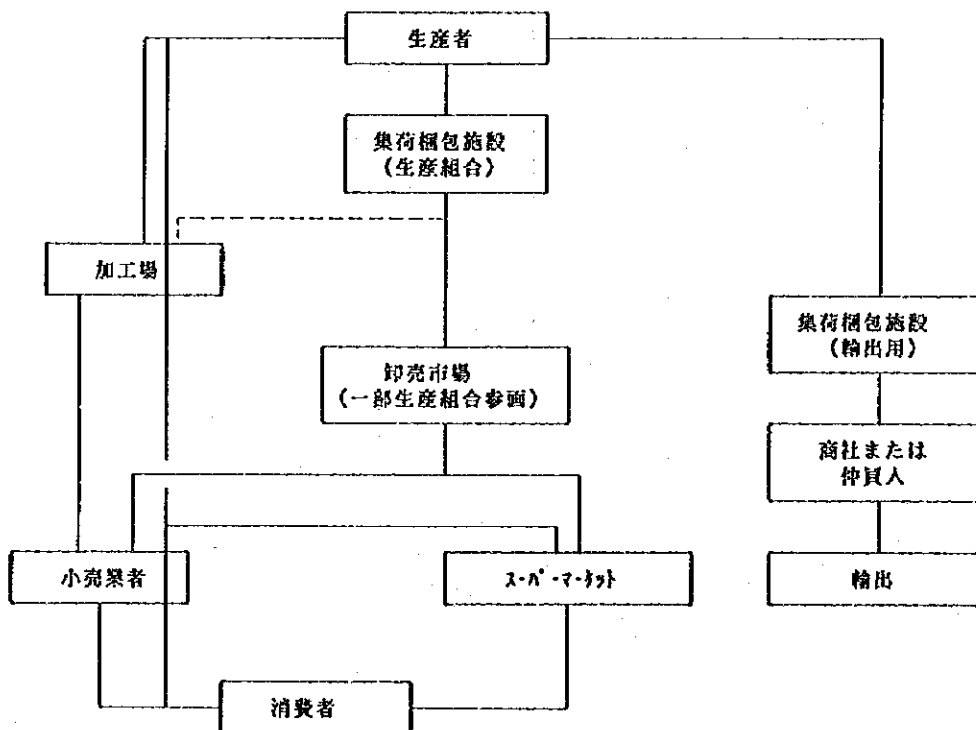 生産者
集荷梱包施設
(生産組合)
加工場
集荷梱包施設
(輸出用)
卸売市場
(一部生産組合参画)
商社または
仲買人
小売業者
スーパーマーケット
輸出
消費者